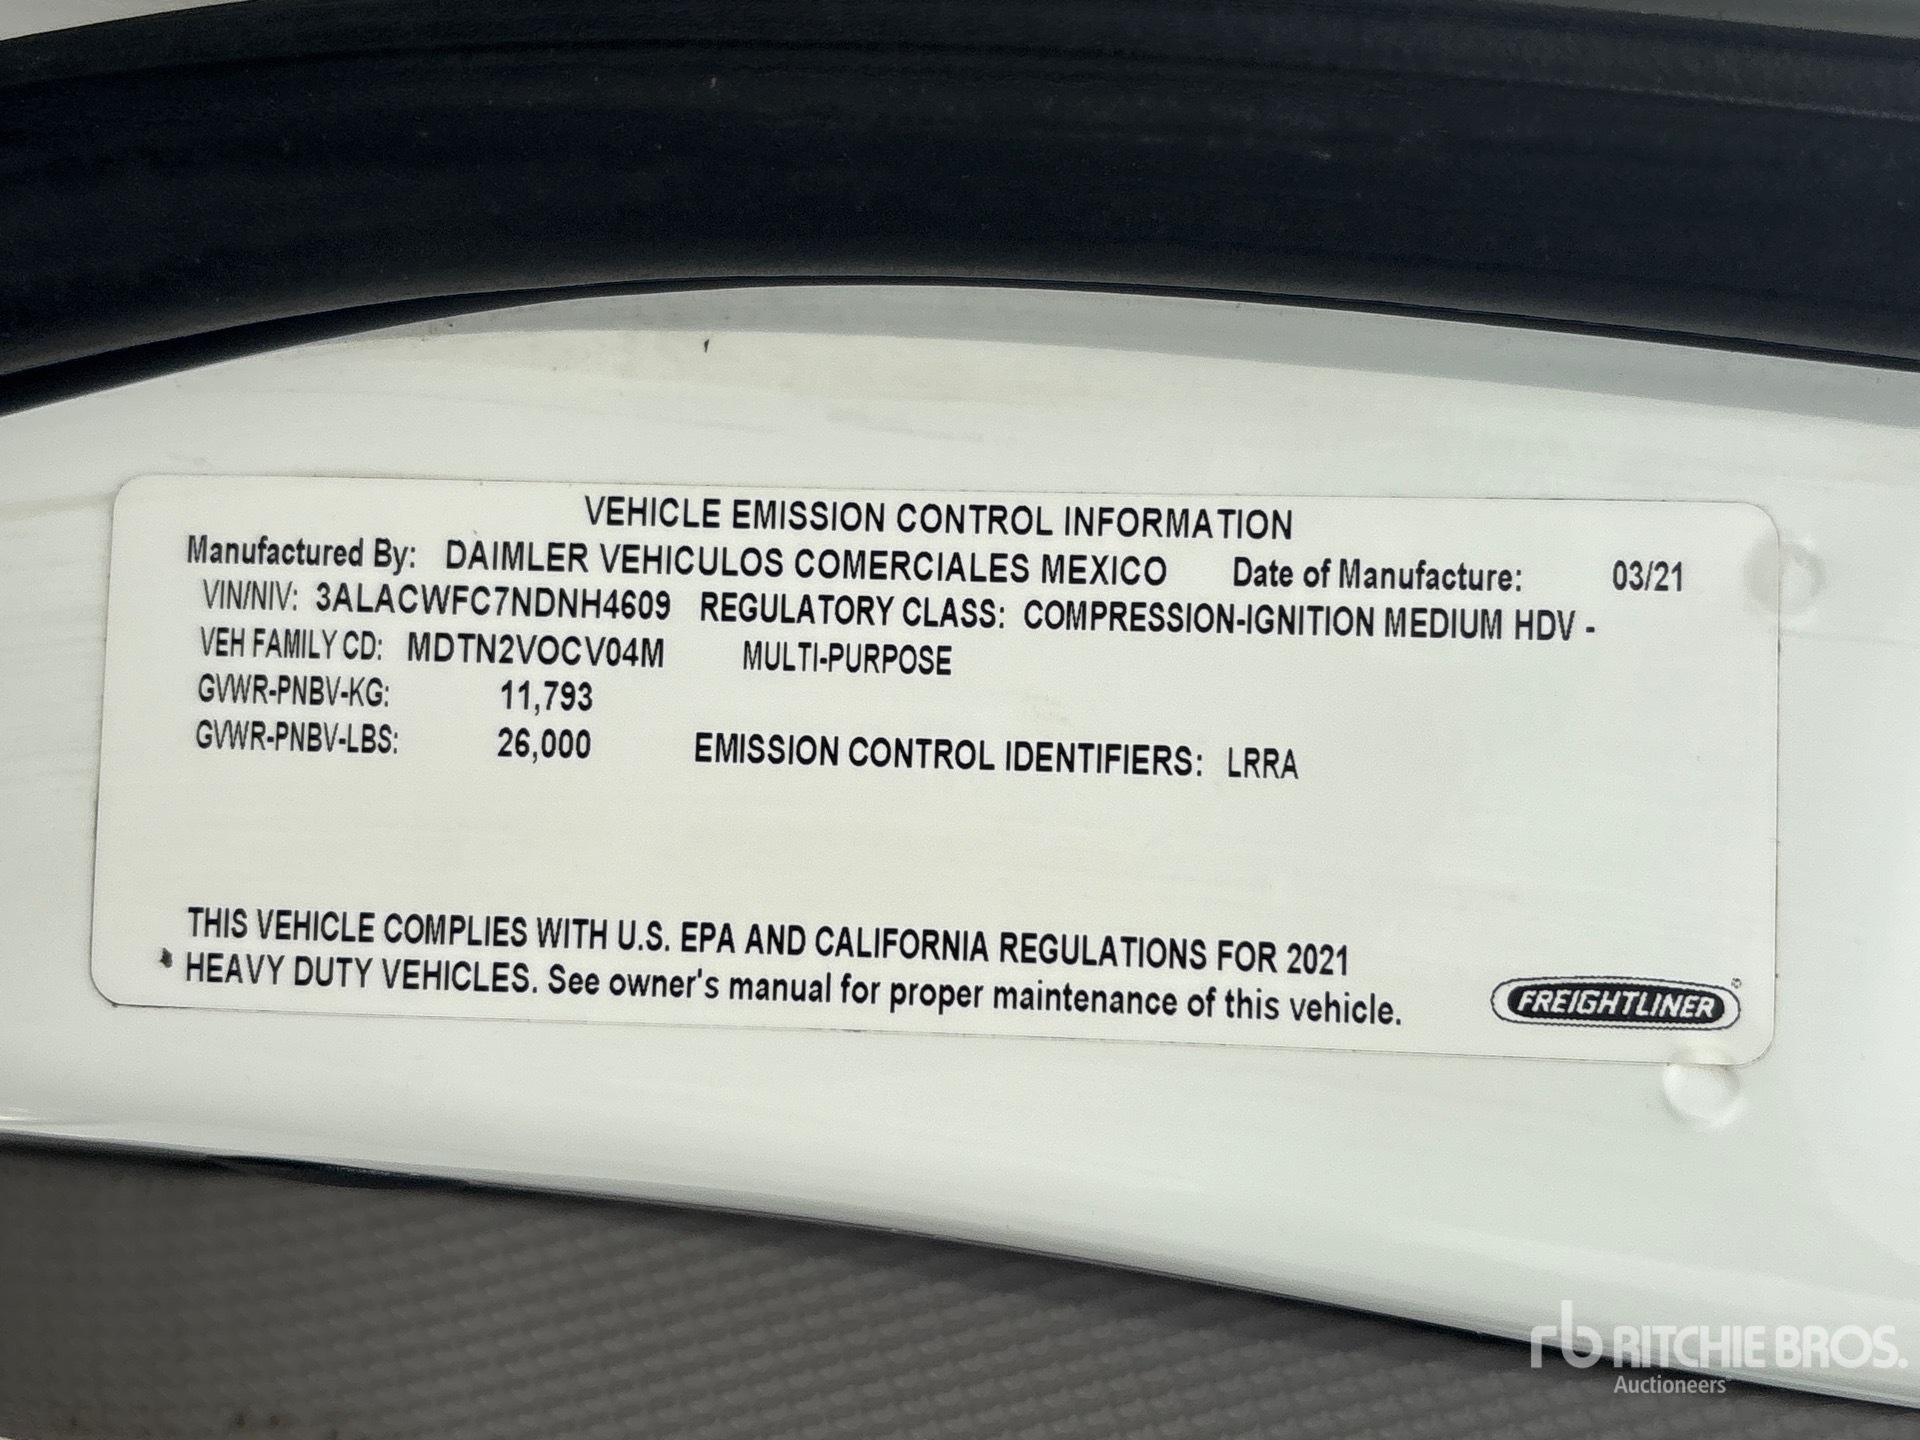 VEHICLE EMISSION CONTROL INFORMATION
Manufactured By: DAIMLER VEHICULOS COMERCIALES MEXICO Date of Manufacture: 03/21
VIN/NIV: 3ALACWFC7NDNH4609 REGULATORY CLASS: COMPRESSION-IGNITION MEDIUM HDV -
VEH FAMILY CD: MDTN2VOCV04M MULTI-PURPOSE
GVWR-PNBV-KG: 11,793
GVWR-PNBV-LBS: 26,000 EMISSION CONTROL IDENTIFIERS: LRRA
THIS VEHICLE COMPLIES WITH U.S. EPA AND CALIFORNIA REGULATIONS FOR 2021
HEAVY DUTY VEHICLES. See owner's manual for proper maintenance of this vehicle.
FREIGHTLINER®
rb RITCHIE BROS.
Auctioneers